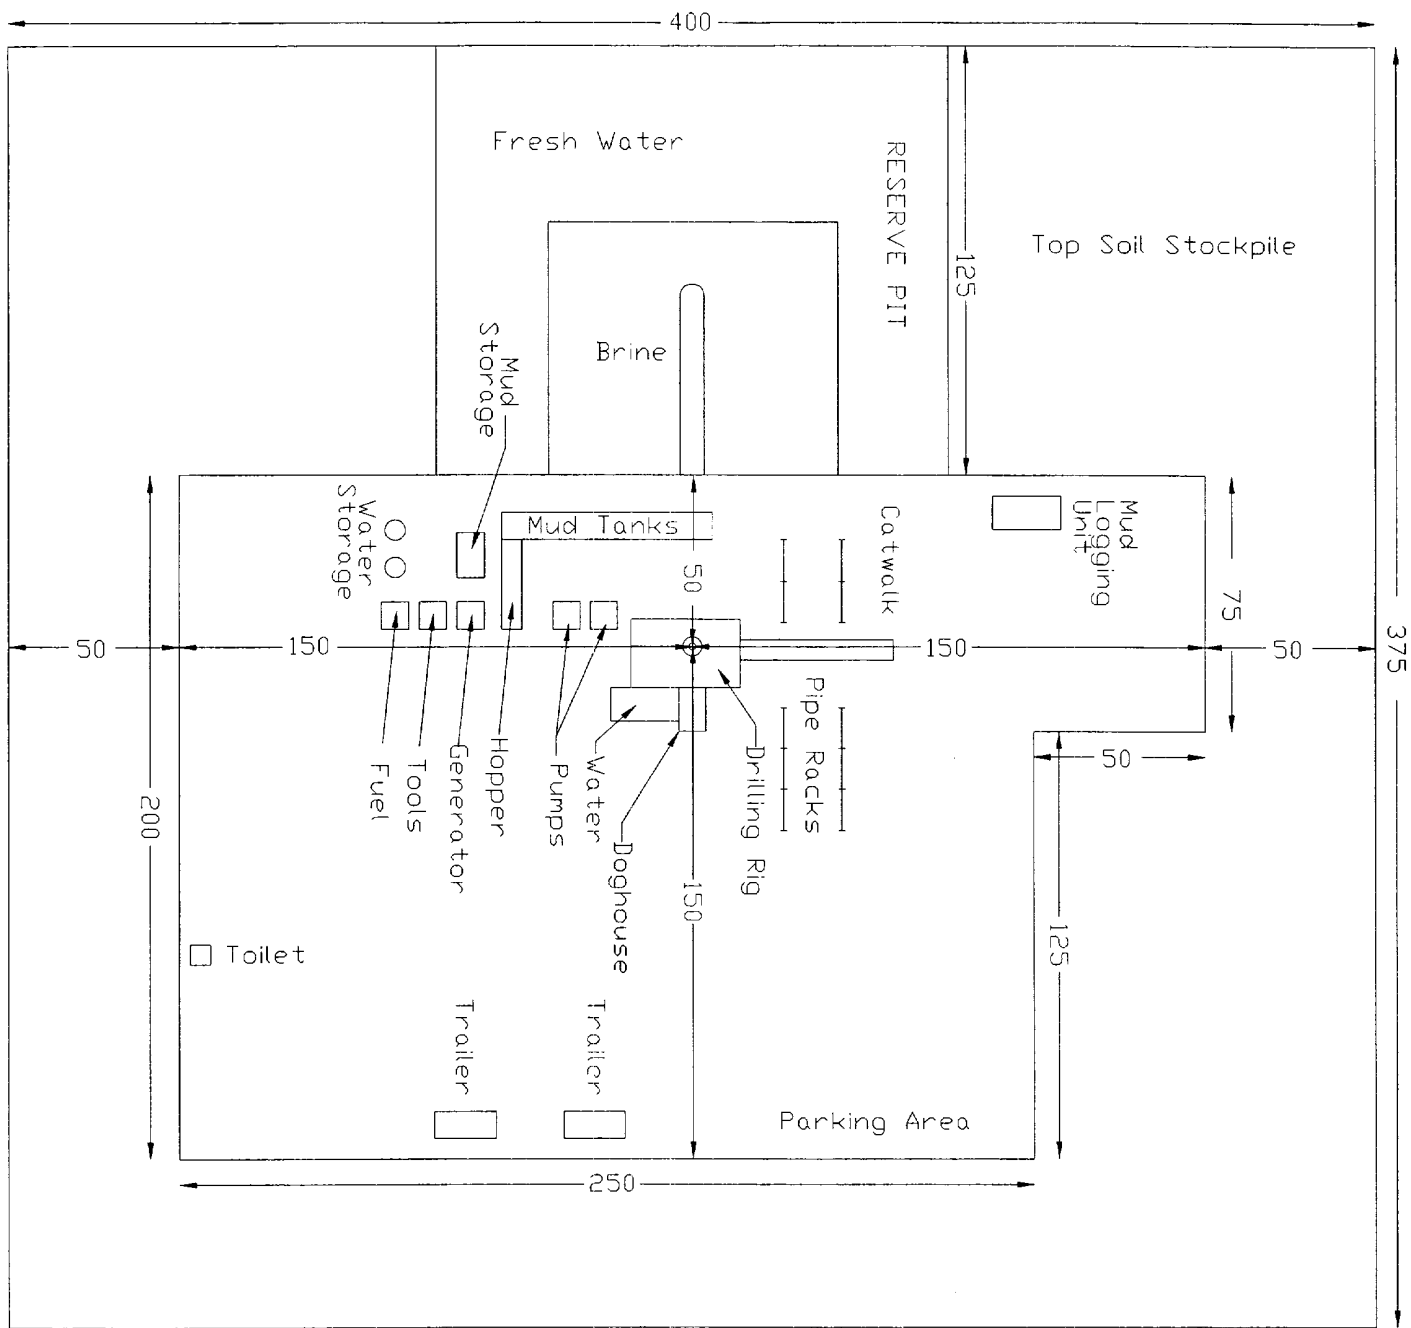 400
Fresh Water
RESERVE PIT
125
Top Soil Stockpile
Brine
Mud
Storage
Water
Storage
Mud Tanks
50
Catwalk
Mud
Logging
Unit
75
375
50
150
150
50
50
Fuel
Tools
Generator
Hopper
Pumps
Water
Doghouse
Drilling Rig
Pipe Racks
200
150
125
Toilet
Trailer
Trailer
Parking Area
250